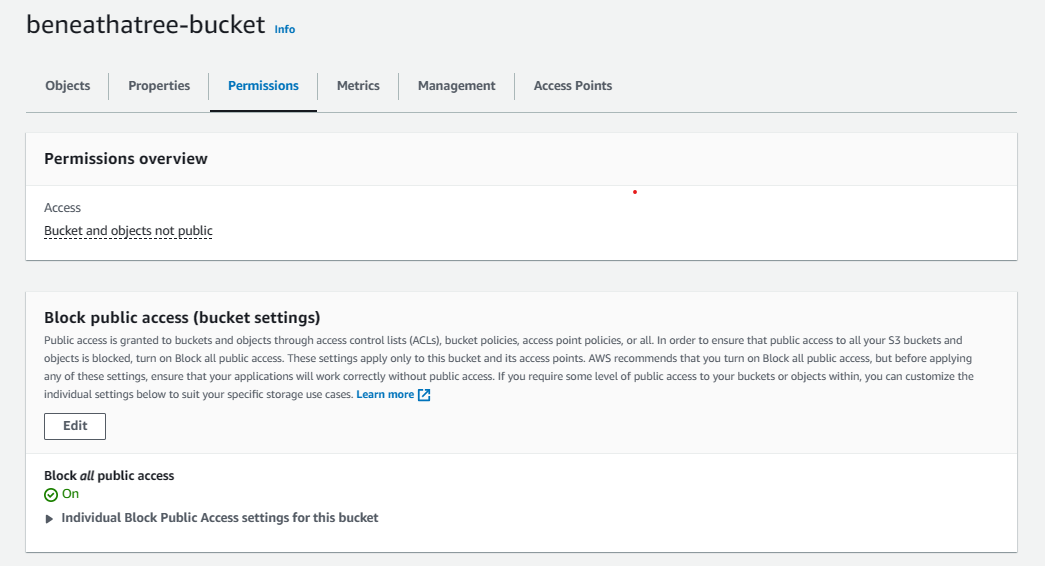 beneathatree-bucket Info
Objects Properties Permissions Metrics Management Access Points
Permissions overview
Access
Bucket and objects not public
Block public access (bucket settings)
Public access is granted to buckets and objects through access control lists (ACLs), bucket policies, access point policies, or all. In order to ensure that public access to all your S3 buckets and
objects is blocked, turn on Block all public access. These settings apply only to this bucket and its access points. AWS recommends that you turn on Block all public access, but before applying
any of these settings, ensure that your applications will work correctly without public access. If you require some level of public access to your buckets or objects within, you can customize the
individual settings below to suit your specific storage use cases. Learn more
Edit
Block all public access
On
Individual Block Public Access settings for this bucket